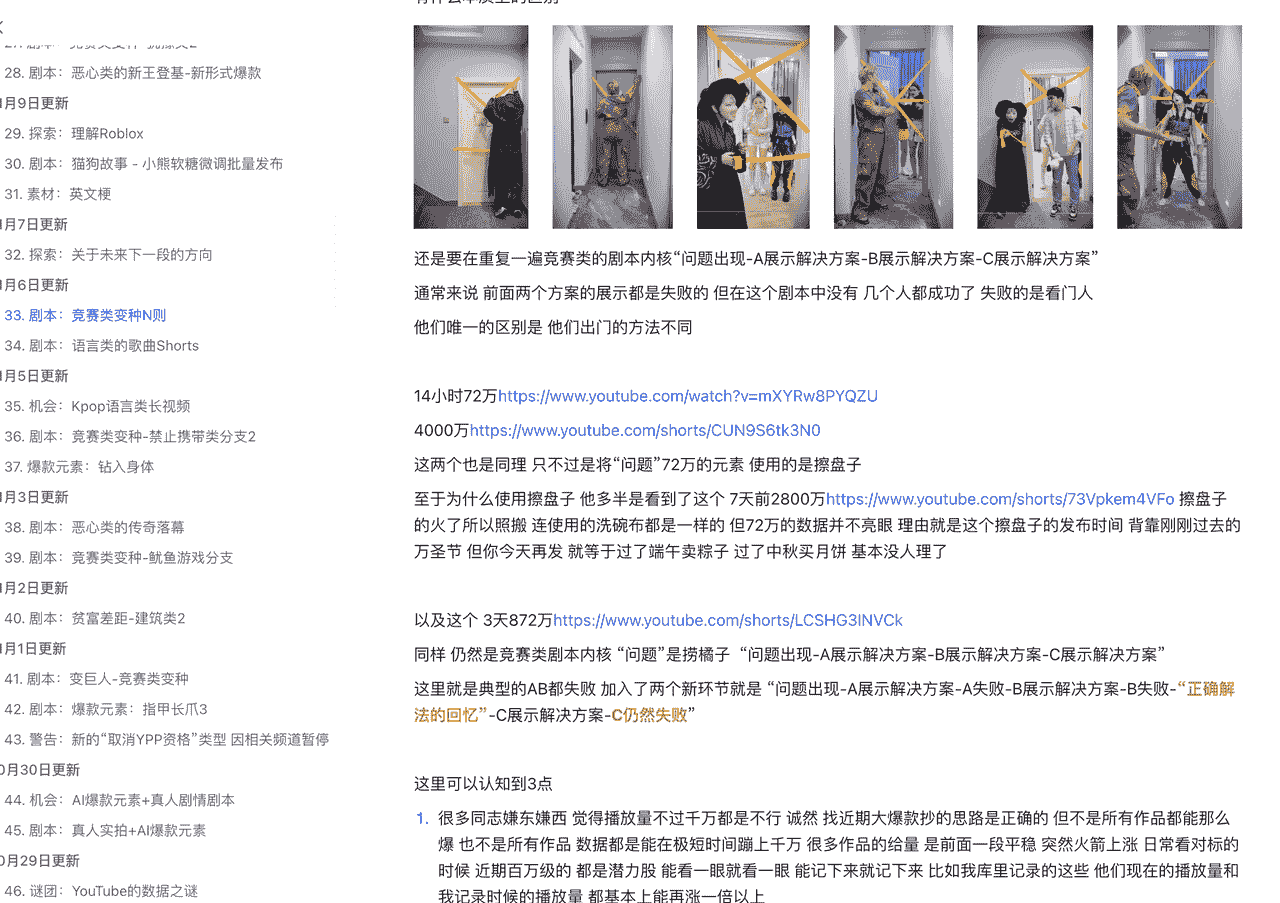 28. 剧本：恶心类的新王登基-新形式爆款
月9日更新
29. 探索：理解Roblox
30. 剧本：猫狗故事 - 小熊软糖微调批量发布
31. 素材：英文梗
月7日更新
32. 探索：关于未来下一段的方向
月6日更新
33. 剧本：竞赛类变种N则
34. 剧本：语言类的歌曲Shorts
月5日更新
35. 机会：Kpop语言类长视频
36. 剧本：竞赛类变种-禁止携带类分支2
37. 爆款元素：钻入身体
月3日更新
38. 剧本：恶心类的传奇落幕
39. 剧本：竞赛类变种-鱿鱼游戏分支
月2日更新
40. 剧本：贫富差距-建筑类2
月1日更新
41. 剧本：变巨人-竞赛类变种
42. 剧本：爆款元素：指甲长爪3
43. 警告：新的“取消YPP资格”类型 因相关频道暂停
0月30日更新
44. 机会：AI爆款元素+真人剧情剧本
45. 剧本：真人实拍+AI爆款元素
0月29日更新
46. 谜团：YouTube的数据之谜
还是要在重复一遍竞赛类的剧本内核“问题出现-A展示解决方案-B展示解决方案-C展示解决方案”
通常来说 前面两个方案的展示都是失败的 但在这个剧本中没有 几个人都成功了 失败的是看门人
他们唯一的区别是 他们出门的方法不同
14小时72万https://www.youtube.com/watch?v=mXYRw8PYQZU
4000万https://www.youtube.com/shorts/CUN9S6tk3N0
这两个也是同理 只不过是将“问题”72万的元素 使用的是擦盘子
至于为什么使用擦盘子 他多半是看到了这个 7天前2800万https://www.youtube.com/shorts/73Vpkem4VFo 擦盘子
的火了所以照搬 连使用的洗碗布都是一样的 但72万的数据并不亮眼 理由就是这个擦盘子的发布时间 背靠刚刚过去的
万圣节 但你今天再发 就等于过了端午卖粽子 过了中秋买月饼 基本没人理了
以及这个 3天872万https://www.youtube.com/shorts/LCSHG3lNVCk
同样 仍然是竞赛类剧本内核 “问题”是捞橘子 “问题出现-A展示解决方案-B展示解决方案-C展示解决方案”
这里就是典型的AB都失败 加入了两个新环节就是 “问题出现-A展示解决方案-A失败-B展示解决方案-B失败-“正确解
法的回忆”-C展示解决方案-C仍然失败”
这里可以认知到3点
1. 很多同志嫌东嫌西 觉得播放量不过千万都是不行 诚然 找近期大爆款抄的思路是正确的 但不是所有作品都能那么
爆 也不是所有作品 数据都是能在极短时间蹦上千万 很多作品的给量 是前面一段平稳 突然火箭上涨 日常看对标的
时候 近期百万级的 都是潜力股 能看一眼就看一眼 能记下来就记下来 比如我库里记录的这些 他们现在的播放量和
我记录时候的播放量 都基本上能再涨一倍以上